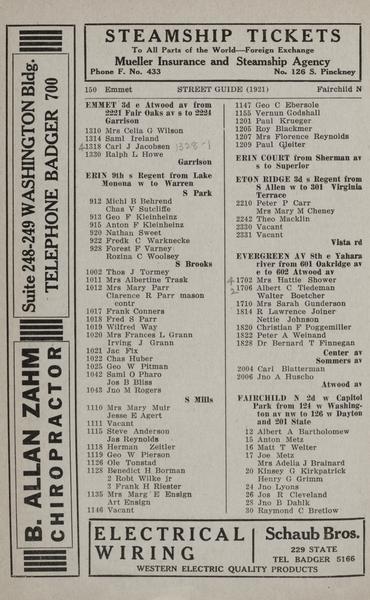 STEAMSHIP TICKETS
To All Parts of the World—Foreign Exchange
Mueller Insurance and Steamship Agency
Phone F. No. 433 No. 126 S. Pinckney
B. ALLAN ZAHM
CHIROPRACTOR
Suite 248-249 WASHINGTON Bldg.
TELEPHONE BADGER 700
150 Emmet STREET GUIDE (1921) Fairchild N
EMMET 3d e Atwood av from
2221 Fair Oaks av s to 2224
Garrison
1310 Mrs Celia G Wilson
1314 Saml Ireland
1318 Carl J Jacobsen
1330 Ralph L Howe
Garrison
ERIN 9th s Regent from Lake
Monona w to Warren
S Park
912 Michl B Behrend
Chas V Sutcliffe
913 Geo F Kleinheinz
915 Anton F Kleinheinz
920 Nathan Sweet
922 Fredk C Warknecke
928 Forest F Varney
Rozina C Woolsey
S Brooks
1002 Thos J Tormey
1011 Mrs Albertine Trask
1012 Mrs Mary Parr
Clarence R Parr mason
contr
1017 Frank Conners
1018 Fred S Parr
1019 Wilfred Way
1020 Mrs Frances L Grann
Irving J Grann
1021 Jac Fix
1022 Chas Huber
1025 Geo W Pitman
1042 Saml O Pharo
Jos B Bliss
1043 Jno M Rogers
S Mills
1110 Mrs Mary Muir
Jesse E Agert
1111 Vacant
1115 Steve Anderson
Jas Reynolds
1118 Herman Zeitler
1119 Geo W Pierson
1126 Ole Tonstad
1128 Benedict H Borman
2 Robt Wilke jr
3 Frank H Riester
1135 Mrs Marg E Ensign
Art Ensign
1146 Vacant
1147 Geo C Ebersole
1155 Vernon Godshall
1201 Paul Krueger
1205 Roy Blackmer
1207 Mrs Florence Reynolds
1209 Paul Gleiter
ERIN COURT from Sherman av
s to Superior
ETON RIDGE 3d s Regent from
S Allen w to 301 Virginia
Terrace
2210 Peter P Carr
Mrs Mary M Cheney
2242 Theo Macklin
2330 Vacant
2331 Vacant
Vista rd
EVERGREEN AV 8th e Yahara
river from 601 Oakridge av
e to 602 Atwood av
1702 Mrs Hattie Shower
1706 Albert C Tiedeman
Walter Boetcher
1710 Mrs Sarah Gunderson
1814 R Lawrence Joiner
Nettie Johnson
1820 Christian F Poggemiller
1822 Peter A Weinand
1828 Dr Bernard T Finnegan
Center av
Sommers av
2004 Carl Blatterman
2006 Jno A Huscho
Atwood av
FAIRCHILD N 2d w Capitol
Park from 124 w Washing-
ton av nw to 126 w Dayton
and 201 State
12 Albert A Bartholomew
15 Anton Metz
16 Matt T Welter
17 Joe Metz
Mrs Adelia J Brainard
20 Kinsey G Kirkpatrick
Henry G Grimm
24 Jno Lyons
26 Jos R Cleveland
28 Jno B Dahlk
30 Raymond C Bretlow
ELECTRICAL
WIRING
Schaub Bros.
229 STATE
TEL BADGER 5166
WESTERN ELECTRIC QUALITY PRODUCTS